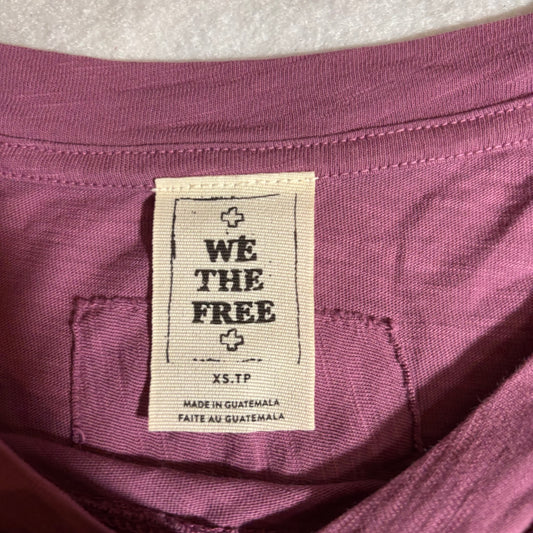 WE
THE
FREE
XS.TP
MADE IN GUATEMALA
FAITE AU GUATEMALA